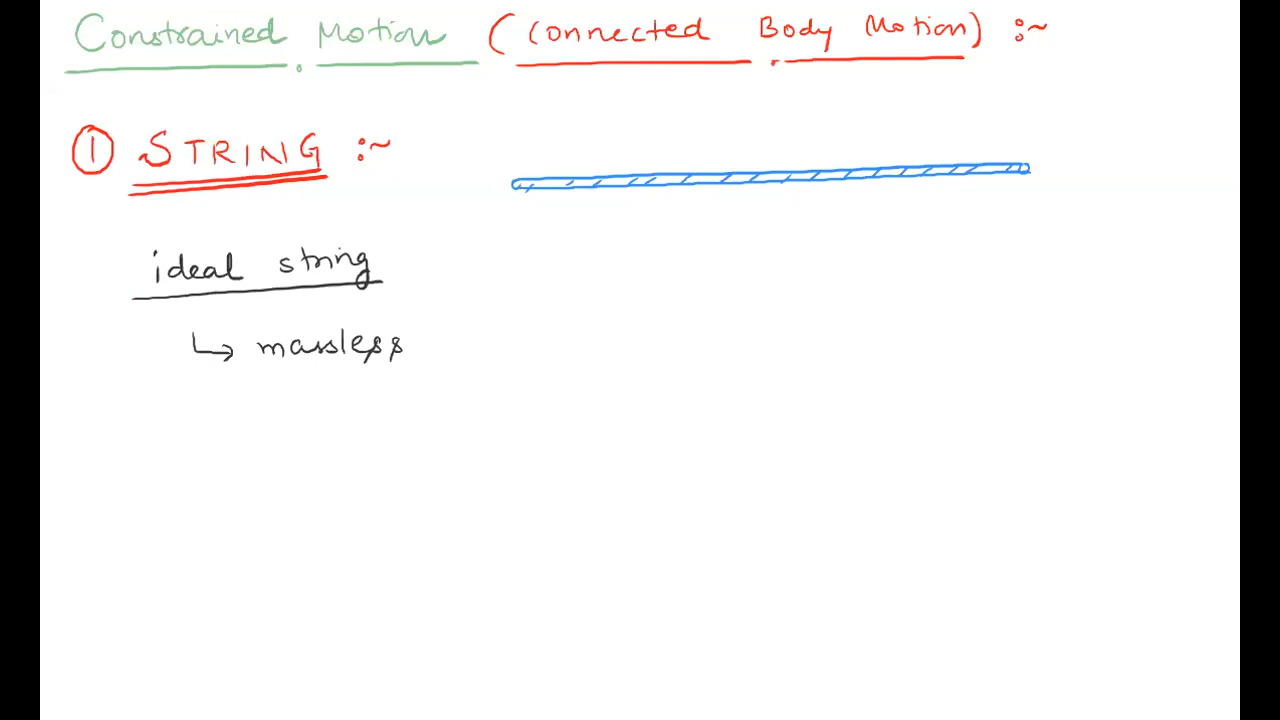 Constrained Motion (Connected Body Motion) :~
① STRING :~
ideal string
↳ massless